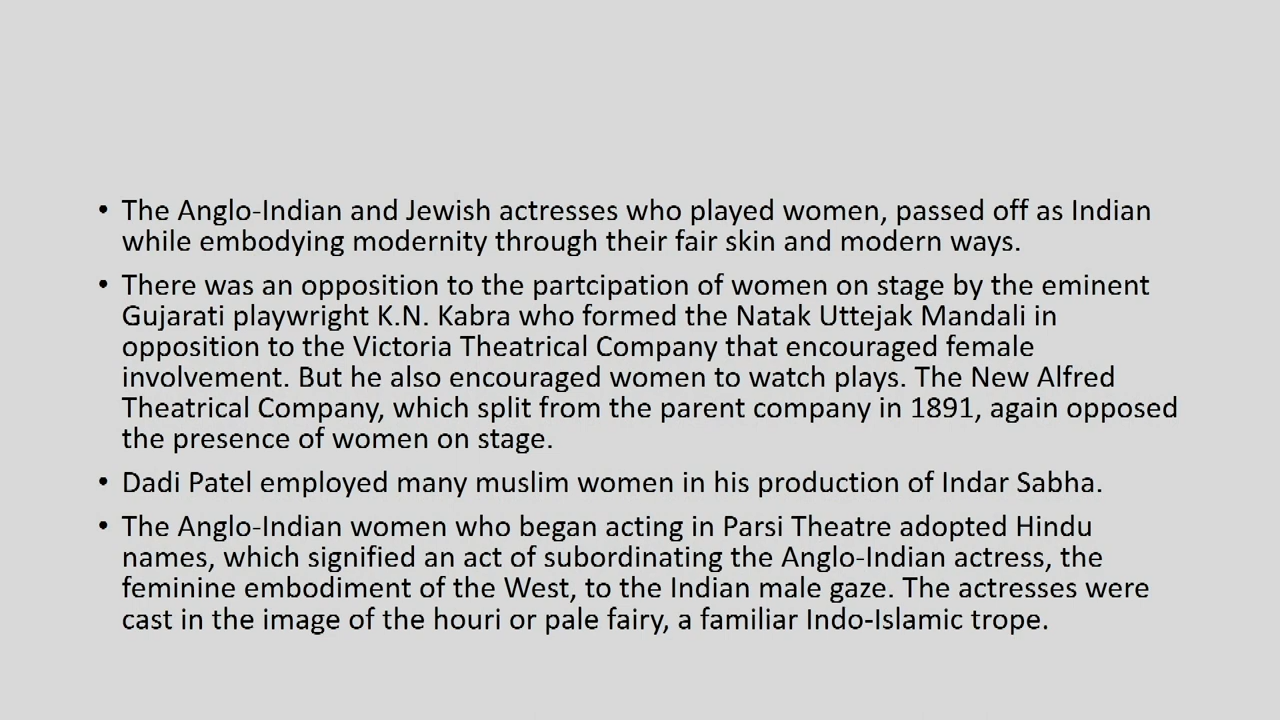 • The Anglo-Indian and Jewish actresses who played women, passed off as Indian
while embodying modernity through their fair skin and modern ways.
• There was an opposition to the partcipation of women on stage by the eminent
Gujarati playwright K.N. Kabra who formed the Natak Uttejak Mandali in
opposition to the Victoria Theatrical Company that encouraged female
involvement. But he also encouraged women to watch plays. The New Alfred
Theatrical Company, which split from the parent company in 1891, again opposed
the presence of women on stage.
• Dadi Patel employed many muslim women in his production of Indar Sabha.
• The Anglo-Indian women who began acting in Parsi Theatre adopted Hindu
names, which signified an act of subordinating the Anglo-Indian actress, the
feminine embodiment of the West, to the Indian male gaze. The actresses were
cast in the image of the houri or pale fairy, a familiar Indo-Islamic trope.